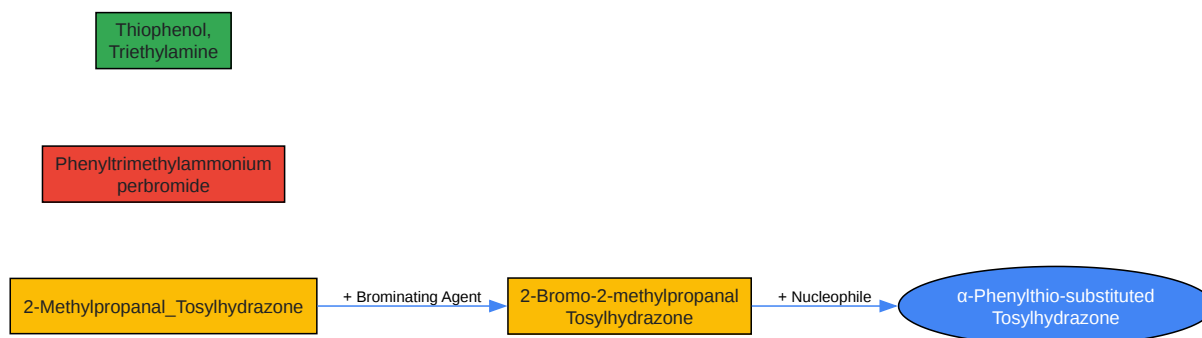 Thiophenol,
Triethylamine
Phenyltrimethylammonium
perbromide
2-Methylpropanal_Tosylhydrazone
+ Brominating Agent
2-Bromo-2-methylpropanal
Tosylhydrazone
+ Nucleophile
α-Phenylthio-substituted
Tosylhydrazone